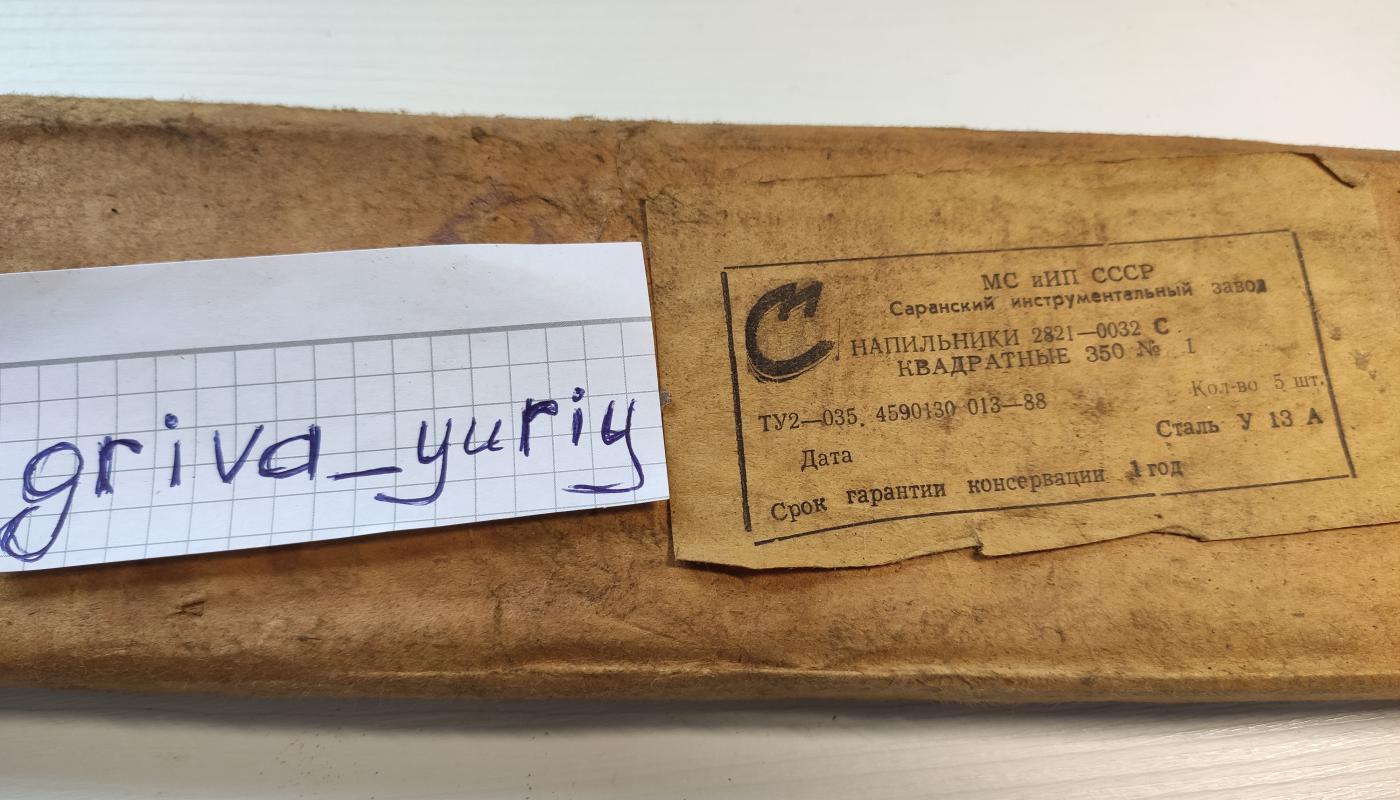 griva_yuriy
МС иИП СССР
Саранский инструментальный завод
НАПИЛЬНИКИ 2821—0032 С
КВАДРАТНЫЕ 350 № 1
Кол-во 5 шт.
ТУ2—035. 4590130 013—88
Сталь У 13 А
Дата
Срок гарантии консервации 1 год